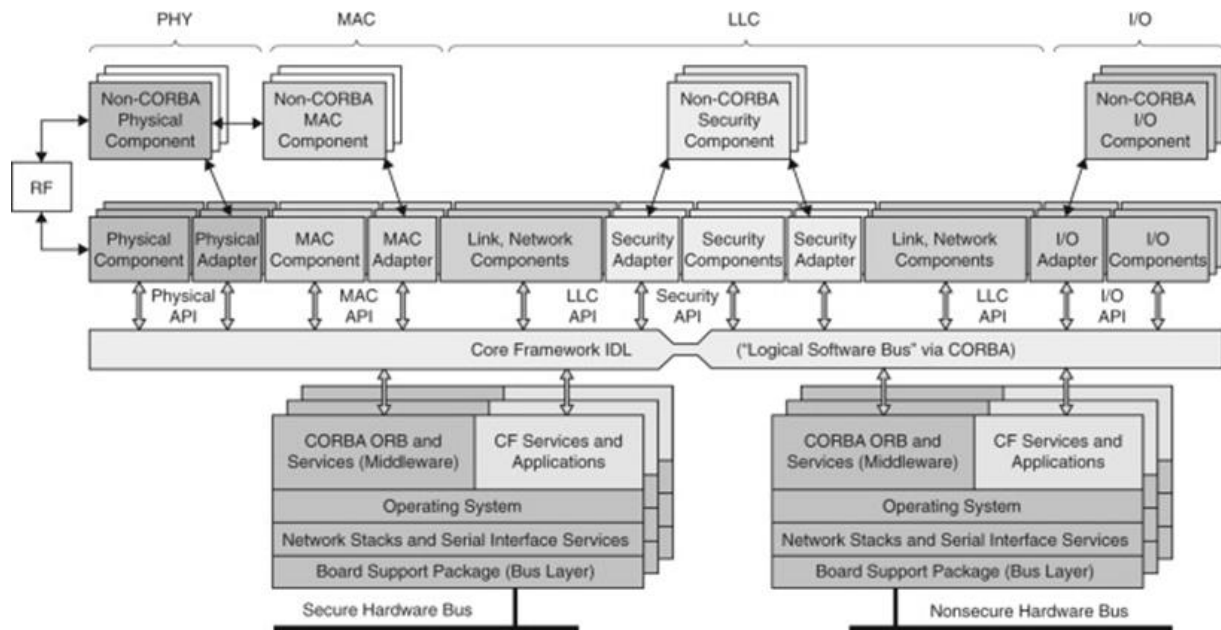 PHY
MAC
LLC
I/O
Non-CORBA
Physical
Component
Non-CORBA
MAC
Component
Non-CORBA
Security
Component
Non-CORBA
I/O
Component
RF
Physical
Component
Physical
Adapter
MAC
Component
MAC
Adapter
Link, Network
Components
Security
Adapter
Security
Components
Security
Adapter
Link, Network
Components
I/O
Adapter
I/O
Components
Physical
API
MAC
API
LLC
API
Security
API
LLC
API
I/O
API
Core Framework IDL
("Logical Software Bus" via CORBA)
CORBA ORB and
Services (Middleware)
CF Services and
Applications
Operating System
Network Stacks and Serial Interface Services
Board Support Package (Bus Layer)
Secure Hardware Bus
CORBA ORB and
Services (Middleware)
CF Services and
Applications
Operating System
Network Stacks and Serial Interface Services
Board Support Package (Bus Layer)
Nonsecure Hardware Bus